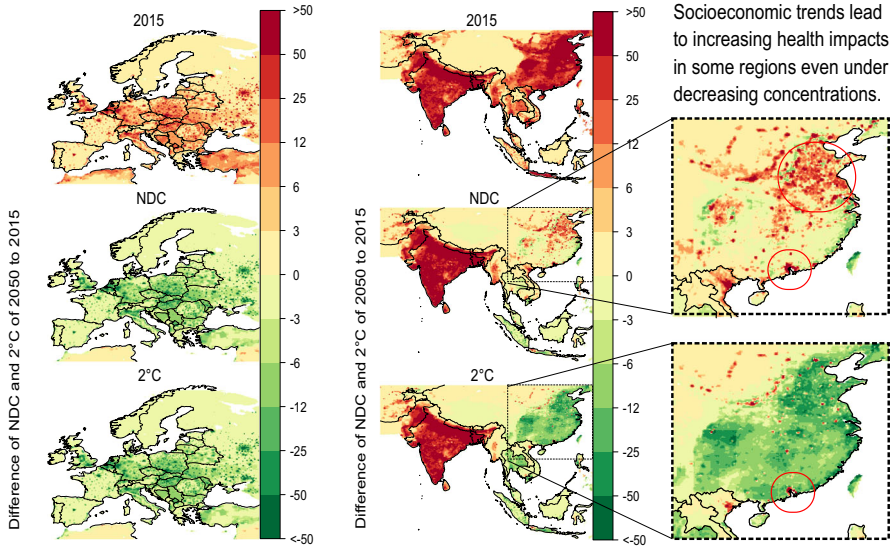 Difference of NDC and 2°C of 2050 to 2015
2015
NDC
2°C
>50
50
25
12
6
3
0
-3
-6
-12
-25
-50
<-50
Difference of NDC and 2°C of 2050 to 2015
2015
NDC
2°C
>50
50
25
12
6
3
0
-3
-6
-12
-25
-50
<-50
Socioeconomic trends lead
to increasing health impacts
in some regions even under
decreasing concentrations.